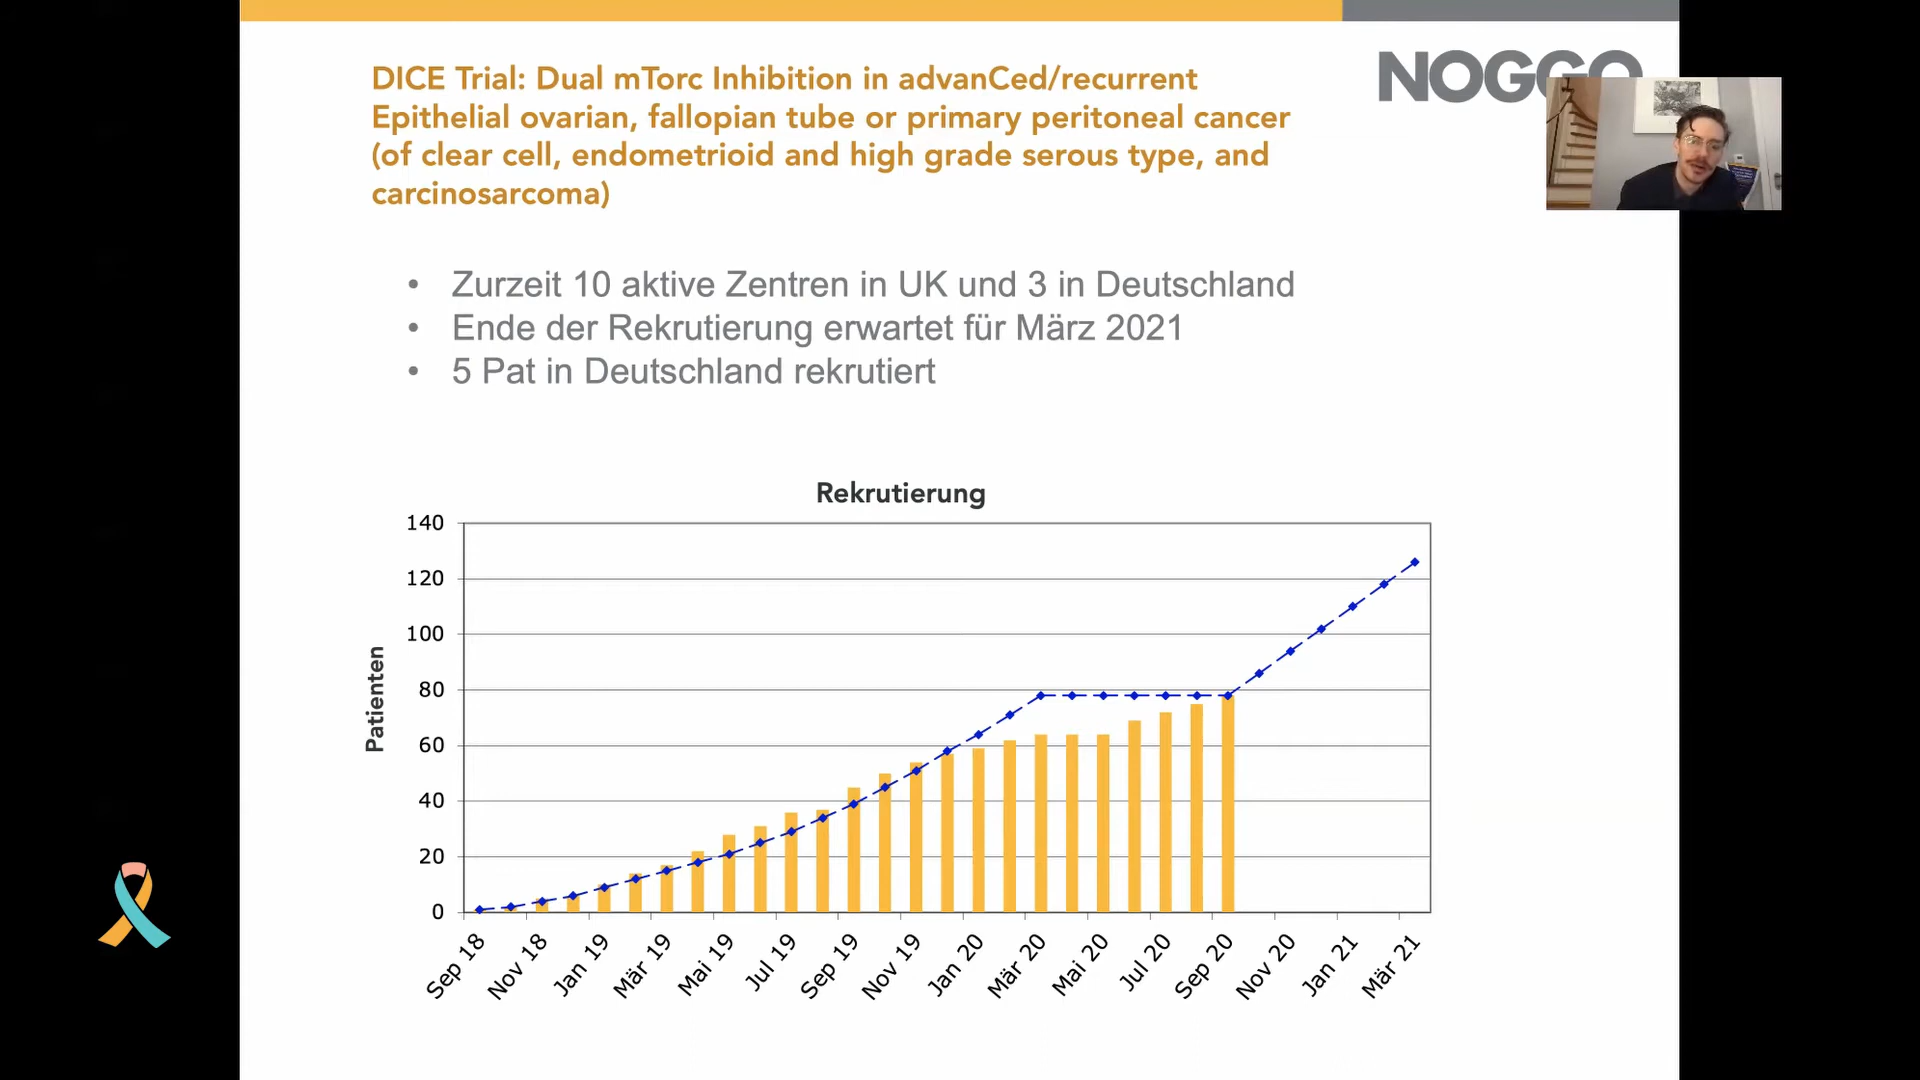 DICE Trial: Dual mTorc Inhibition in advanCed/recurrent
Epithelial ovarian, fallopian tube or primary peritoneal cancer
(of clear cell, endometrioid and high grade serous type, and
carcinosarcoma)
NOGGO
• Zurzeit 10 aktive Zentren in UK und 3 in Deutschland
• Ende der Rekrutierung erwartet für März 2021
• 5 Pat in Deutschland rekrutiert
Rekrutierung
Patienten
140
120
100
80
60
40
20
0
Sep 18
Nov 18
Jan 19
Mär 19
Mai 19
Jul 19
Sep 19
Nov 19
Jan 20
Mär 20
Mai 20
Jul 20
Sep 20
Nov 20
Jan 21
Mär 21